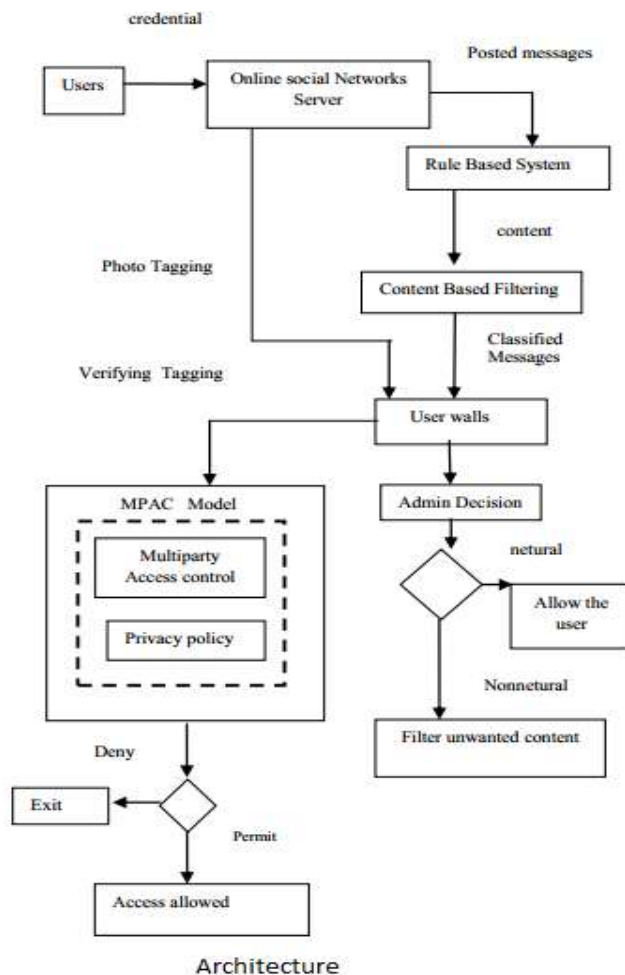 credential
Posted messages
Users
Online social Networks
Server
Rule Based System
content
Photo Tagging
Content Based Filtering
Classified
Messages
Verifying Tagging
User walls
MPAC Model
Admin Decision
Multiparty
Access control
netural
Allow the
user
Privacy policy
Nonnetural
Filter unwanted content
Deny
Exit
Permit
Access allowed
Architecture